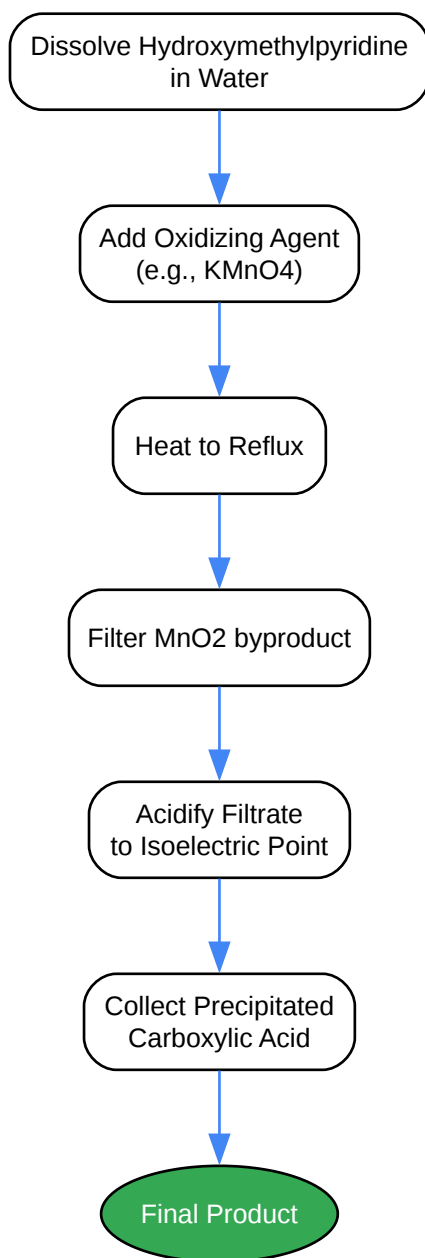 Dissolve Hydroxymethylpyridine
in Water
Add Oxidizing Agent
(e.g., KMnO4)
Heat to Reflux
Filter MnO2 byproduct
Acidify Filtrate
to Isoelectric Point
Collect Precipitated
Carboxylic Acid
Final Product